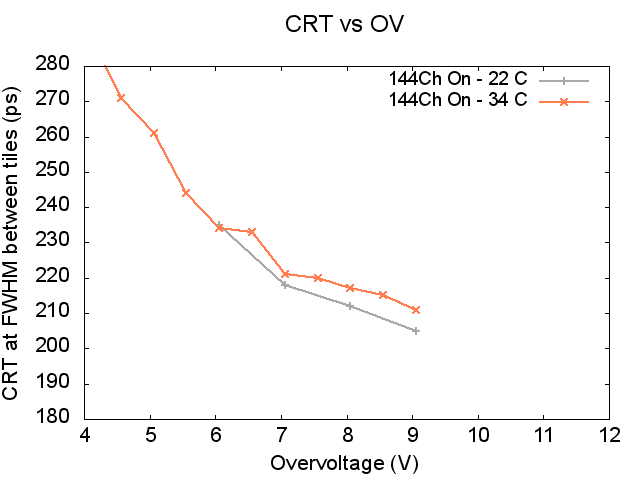 CRT vs OV
144Ch On - 22 C
144Ch On - 34 C
CRT at FWHM between tiles (ps)
280
270
260
250
240
230
220
210
200
190
180
4 5 6 7 8 9 10 11 12
Overvoltage (V)